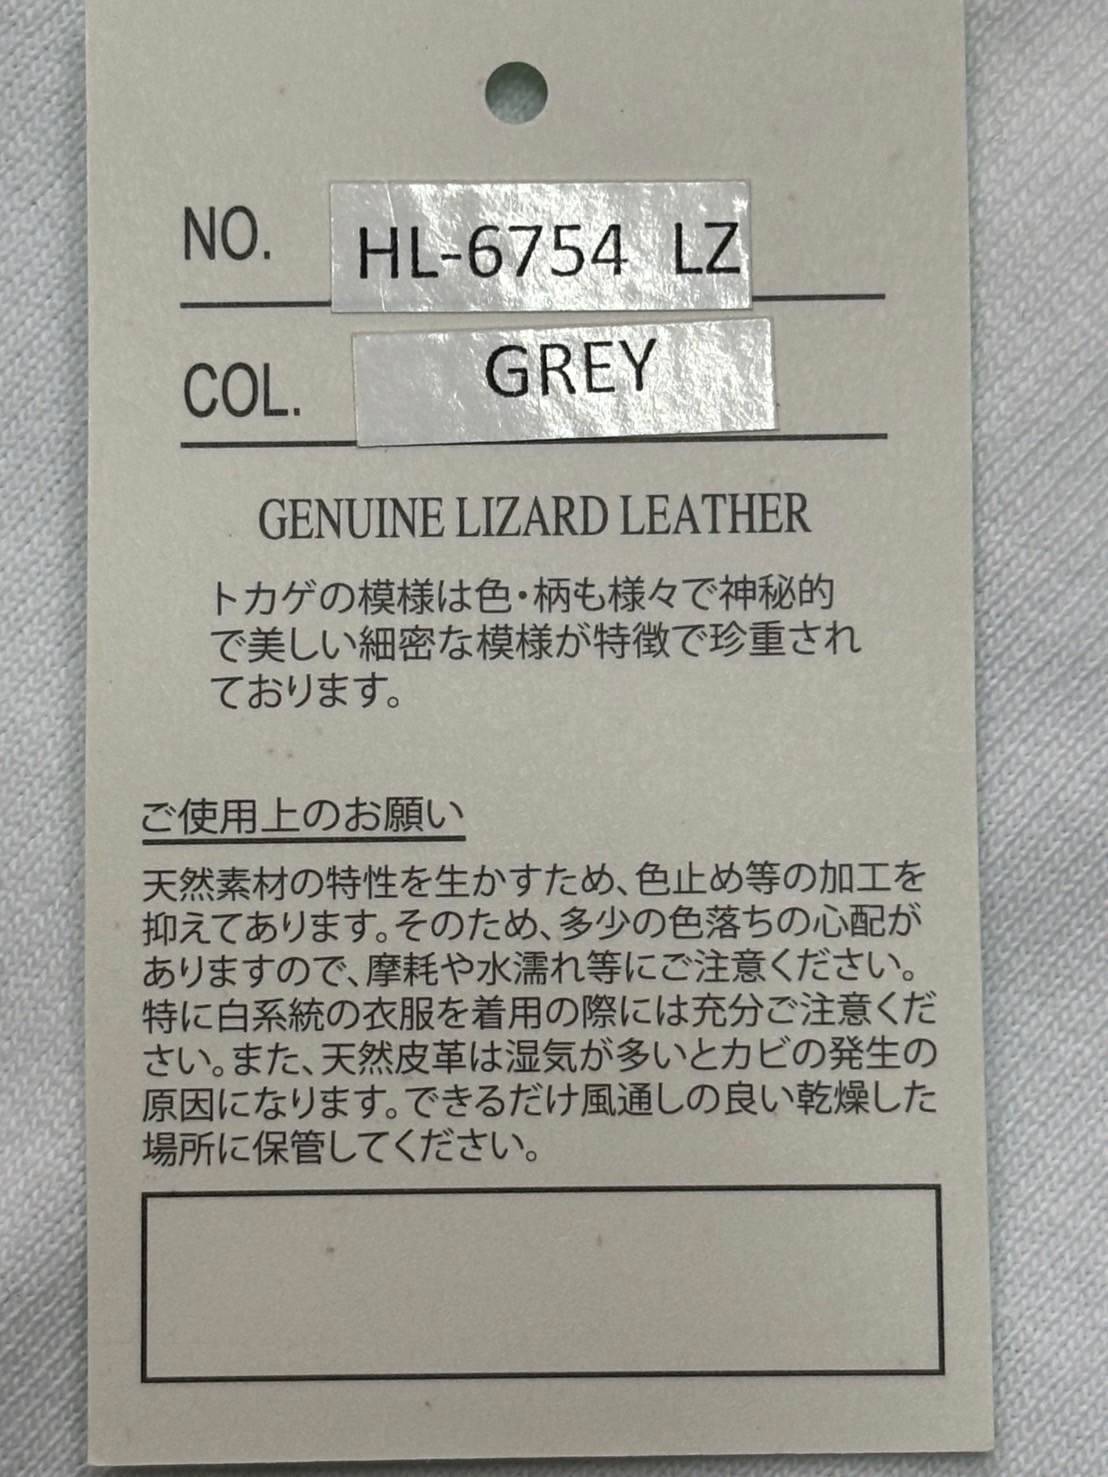 NO. HL-6754 LZ
COL. GREY
GENUINE LIZARD LEATHER
トカゲの模様は色・柄も様々で神秘的
で美しい細密な模様が特徴で珍重され
ております。
ご使用上のお願い
天然素材の特性を生かすため、色止め等の加工を
抑えてあります。そのため、多少の色落ちの心配が
ありますので、摩耗や水濡れ等にご注意ください。
特に白系統の衣服を着用の際には充分ご注意くだ
さい。また、天然皮革は湿気が多いとカビの発生の
原因になります。できるだけ風通しの良い乾燥した
場所に保管してください。